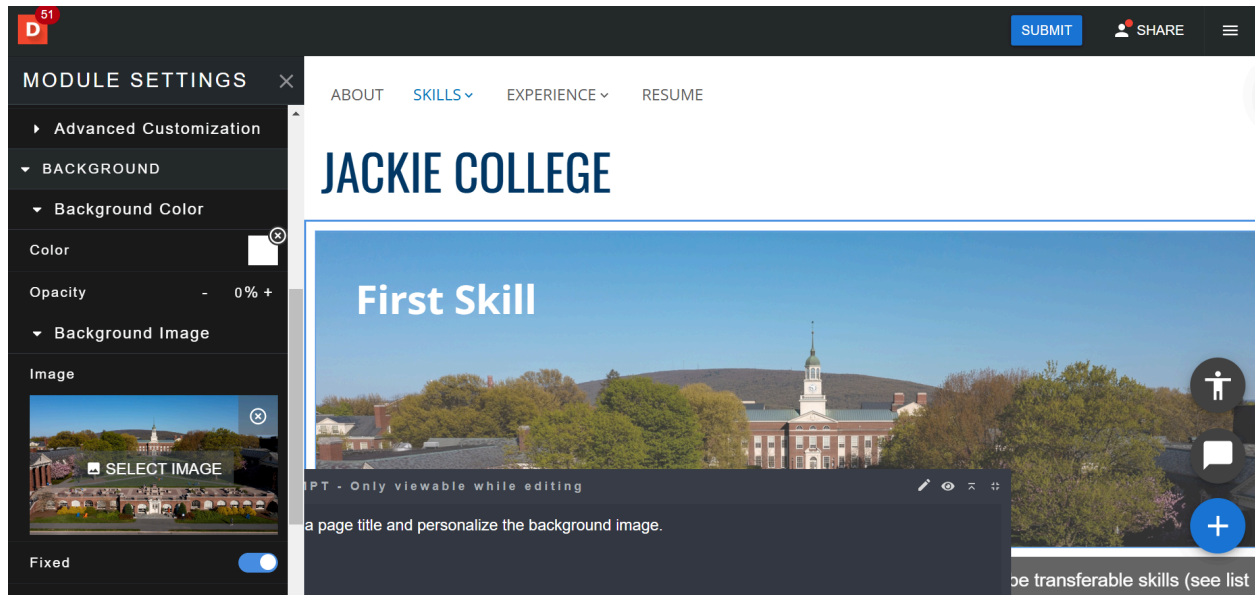 D 51
SUBMIT SHARE
MODULE SETTINGS
Advanced Customization
BACKGROUND
Background Color
Color
Opacity - 0% +
Background Image
Image
SELECT IMAGE
Fixed
ABOUT SKILLS EXPERIENCE RESUME
JACKIE COLLEGE
First Skill
PT - Only viewable while editing
a page title and personalize the background image.
be transferable skills (see list